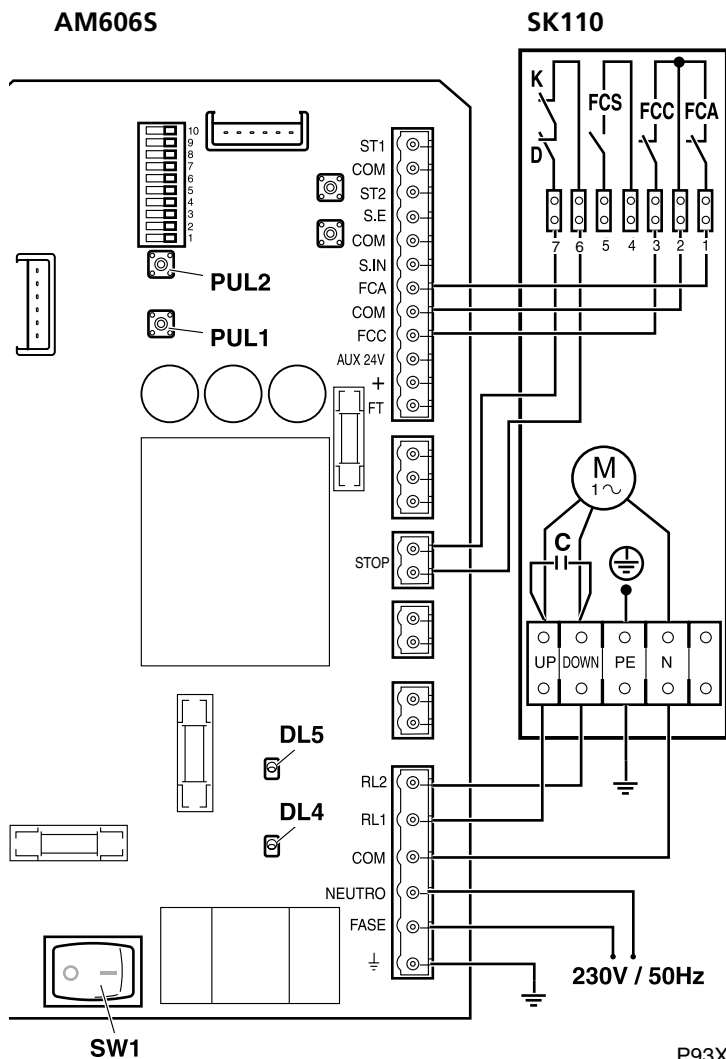 AM606S
SK110
K
D
FCS
FCC
FCA
7 6 5 4 3 2 1
10
9
8
7
6
5
4
3
2
1
PUL2
PUL1
ST1
COM
ST2
S.E
COM
S.IN
FCA
COM
FCC
AUX 24V
+
FT
STOP
M
1~
C
UP DOWN PE N
DL5
DL4
RL2
RL1
COM
NEUTRO
FASE
230V / 50Hz
SW1
P93X